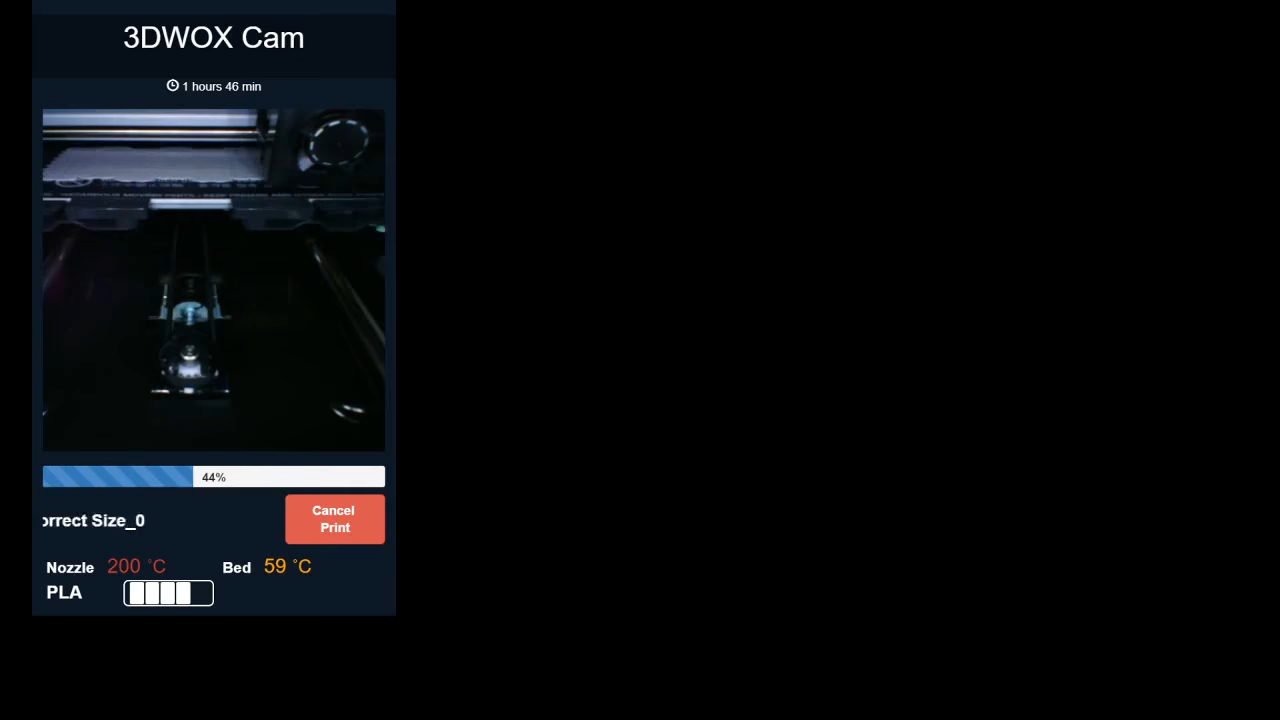 3DWOX Cam
1 hours 46 min
44%
orrect Size_0
Cancel
Print
Nozzle 200 °C Bed 59 °C
PLA